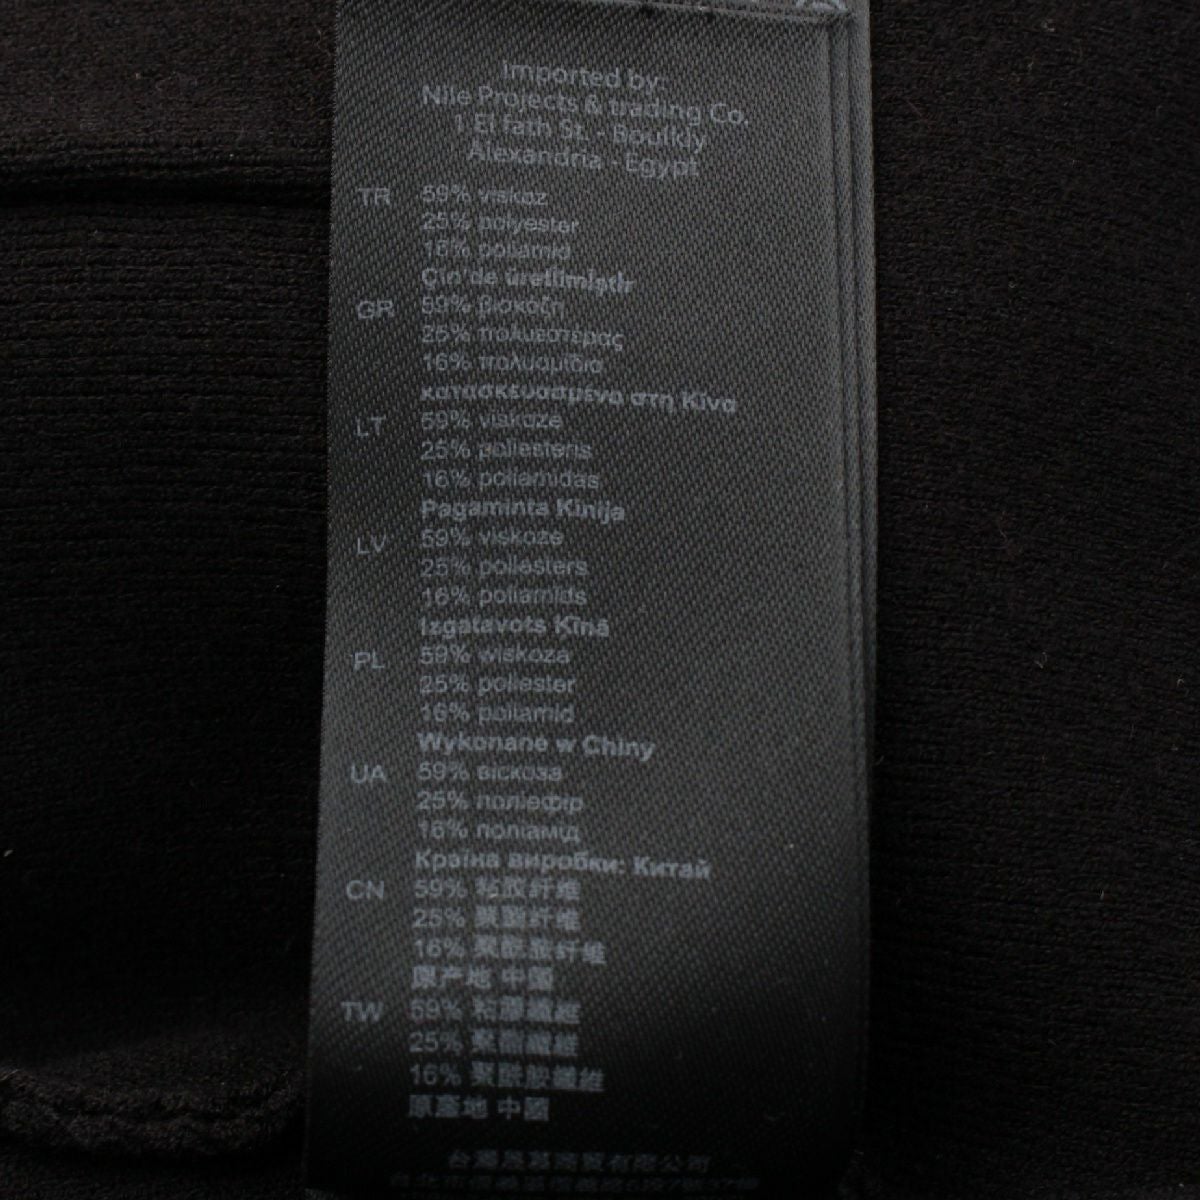 Imported by:
Nile Projects & trading Co.
1 El fath St. - Boulkly
Alexandria - Egypt
TR 59% viskoz
25% polyester
16% poliamid
Çin'de üretilmiştir
GR 59% βισκόζη
25% πολυεστέρας
16% πολυαμίδιο
κατασκευασμένο στη Κίνα
LT 59% viskozė
25% poliesteris
16% poliamidas
Pagaminta Kinija
LV 59% viskoze
25% poliesters
16% poliamīds
Izgatavots Ķīnā
PL 59% wiskoza
25% poliester
16% poliamid
Wykonane w Chiny
UA 59% віскоза
25% поліефір
16% поліамід
Країна виробки: Китай
CN 59% 粘胶纤维
25% 聚酯纤维
16% 聚酰胺纤维
原产地 中國
TW 59% 粘膠纖維
25% 聚酯纖維
16% 聚酰胺纖維
原產地 中國